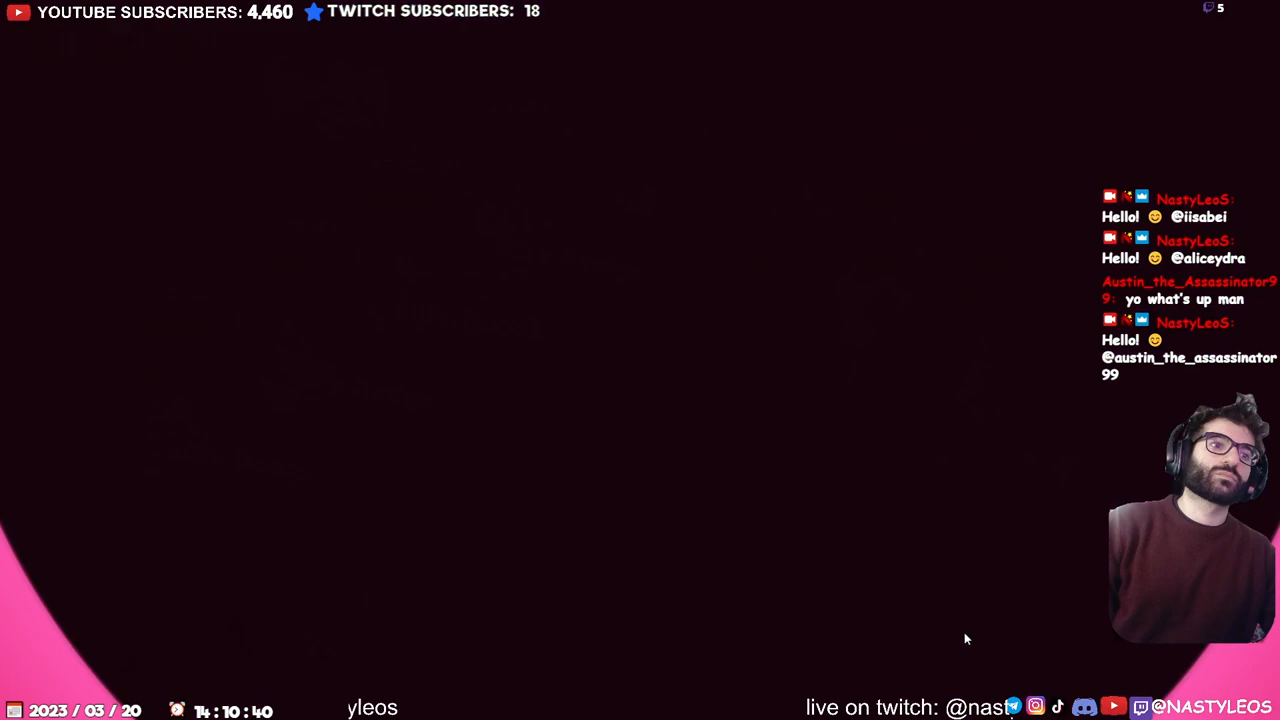 YOUTUBE SUBSCRIBERS: 4,460
TWITCH SUBSCRIBERS: 18
5
NastyLeoS:
Hello! 😊 @iisabei
NastyLeoS:
Hello! 😊 @aliceydra
Austin_the_Assassinator9
9: yo what's up man
NastyLeoS:
Hello! 😊
@austin_the_assassinator
99
2023 / 03 / 20
14:10:40
yleos
live on twitch: @nast
@NASTYLEOS